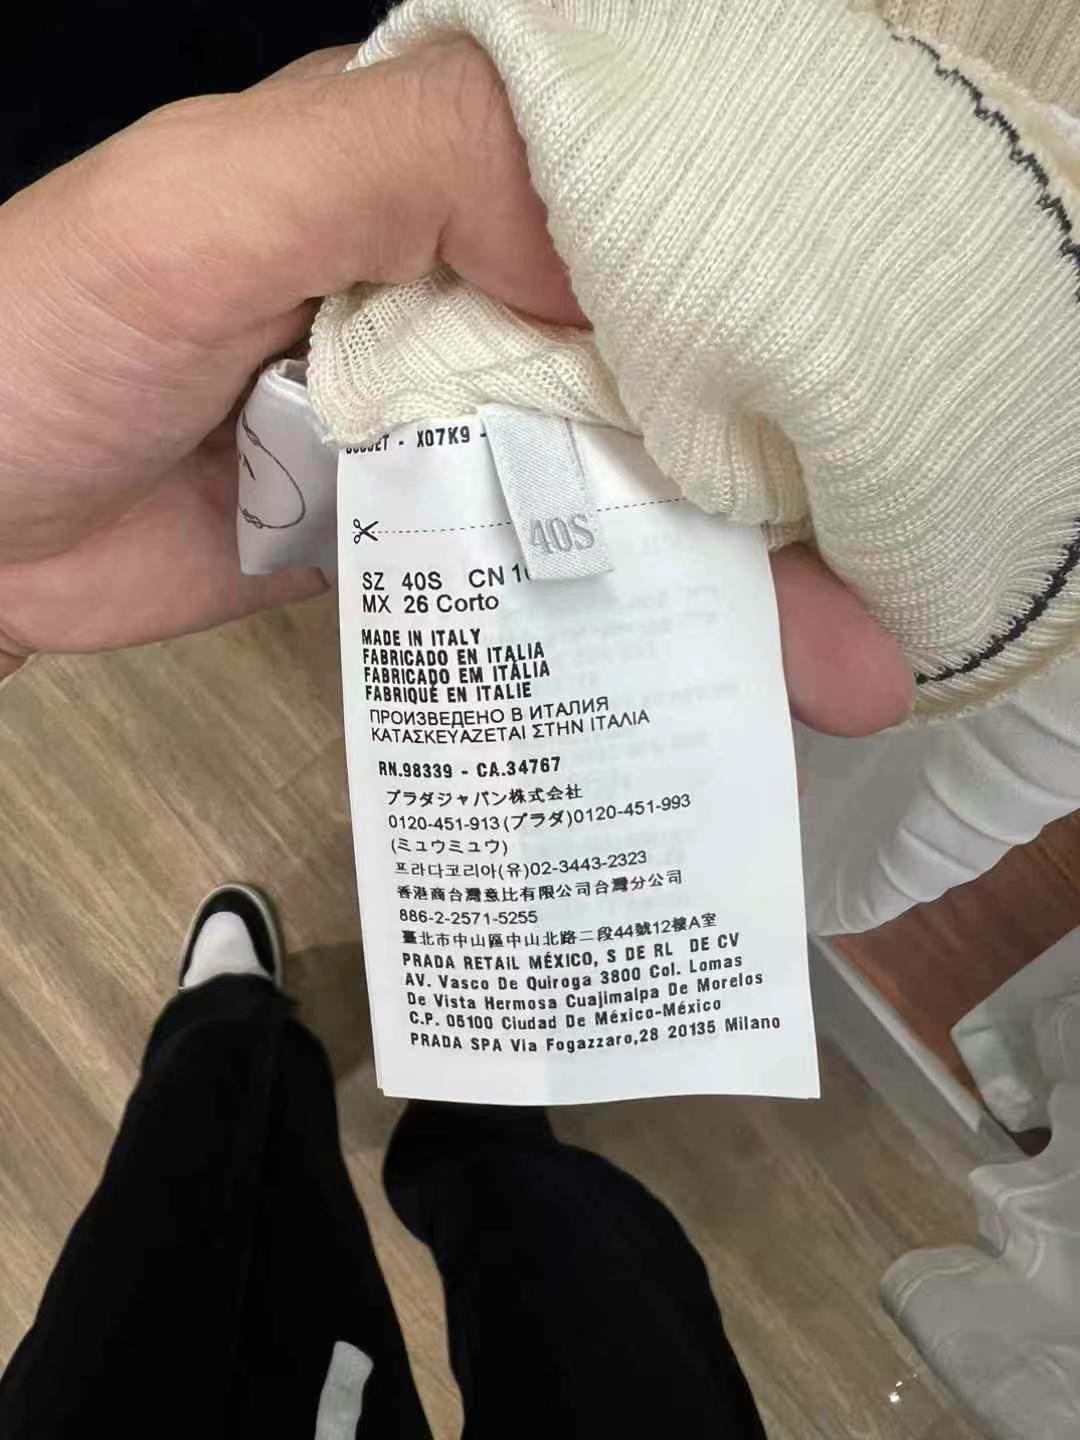 - X07K9 -
40S
SZ 40S CN
MX 26 Corto
MADE IN ITALY
FABRICADO EN ITALIA
FABRICADO EM ITÁLIA
FABRIQUÉ EN ITALIE
ПРОИЗВЕДЕНО В ИТАЛИЯ
ΚΑΤΑΣΚΕΥΑΖΕΤΑΙ ΣΤΗΝ ΙΤΑΛΙΑ
RN.98339 - CA.34767
プラダジャパン株式会社
0120-451-913(プラダ)0120-451-993
(ミュウミュウ)
프라다코리아(유)02-3443-2323
香港商台灣意比有限公司台灣分公司
886-2-2571-5255
臺北市中山區中山北路二段44號12樓A室
PRADA RETAIL MÉXICO, S DE RL DE CV
AV. Vasco De Quiroga 3800 Col. Lomas
De Vista Hermosa Cuajimalpa De Morelos
C.P. 05100 Ciudad De México-México
PRADA SPA Via Fogazzaro,28 20135 Milano